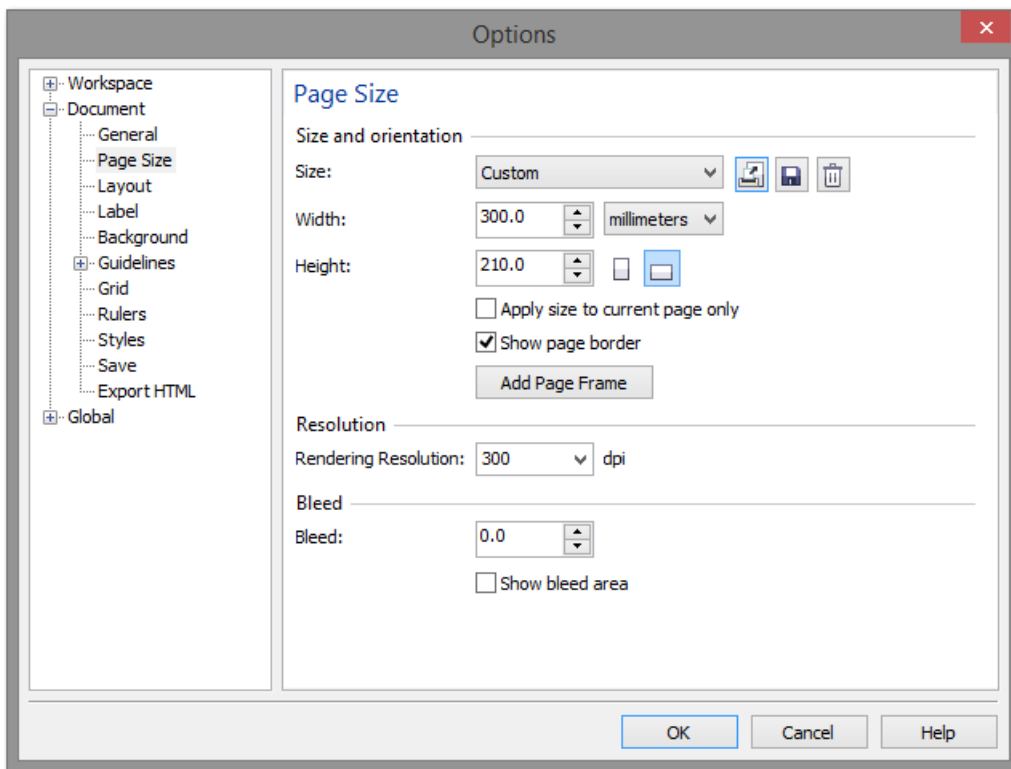 Options
Workspace
Document
General
Page Size
Layout
Label
Background
Guidelines
Grid
Rulers
Styles
Save
Export HTML
Global
Page Size
Size and orientation
Size: Custom
Width: 300.0 millimeters
Height: 210.0
Apply size to current page only
Show page border
Add Page Frame
Resolution
Rendering Resolution: 300 dpi
Bleed
Bleed: 0.0
Show bleed area
OK Cancel Help